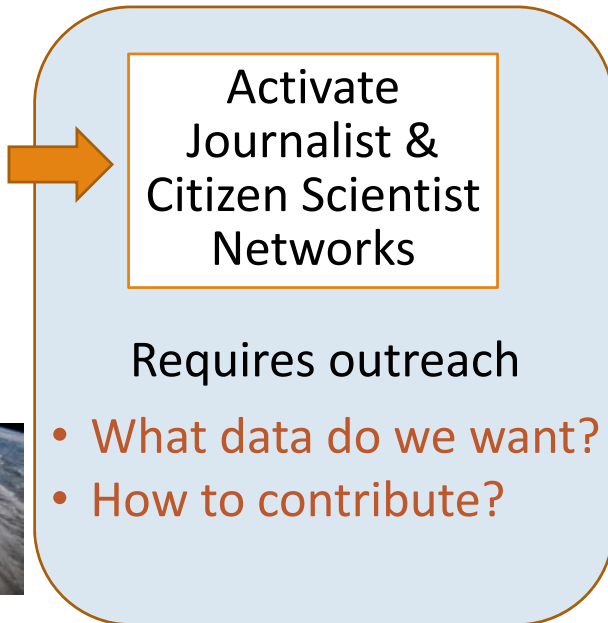 Activate
Journalist &
Citizen Scientist
Networks
Requires outreach
• What data do we want?
• How to contribute?